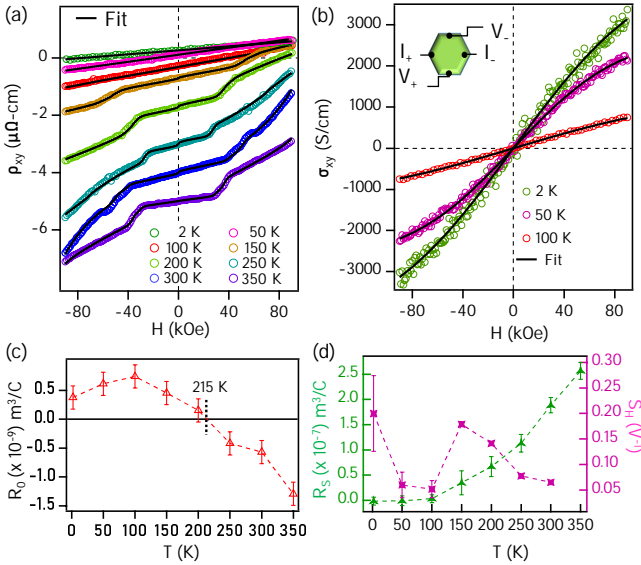 (a)
Fit
ρxy (μΩ-cm)
0
-2
-4
-6
2 K
50 K
100 K
150 K
200 K
250 K
300 K
350 K
-80
-40
0
40
80
H (kOe)
(b)
σxy (S/cm)
3000
2000
1000
0
-1000
-2000
-3000
V-
I+
I-
V+
2 K
50 K
100 K
Fit
-80
-40
0
40
80
H (kOe)
(c)
R0 (x 10⁻⁹) m³/C
0.5
0.0
-0.5
-1.0
-1.5
215 K
0
50
100
150
200
250
300
350
T (K)
(d)
RS (x 10⁻⁷) m³/C
2.5
2.0
1.5
1.0
0.5
0.0
SH (V⁻¹)
0.30
0.20
0.15
0.10
0.05
0
50
100
150
200
250
300
350
T (K)